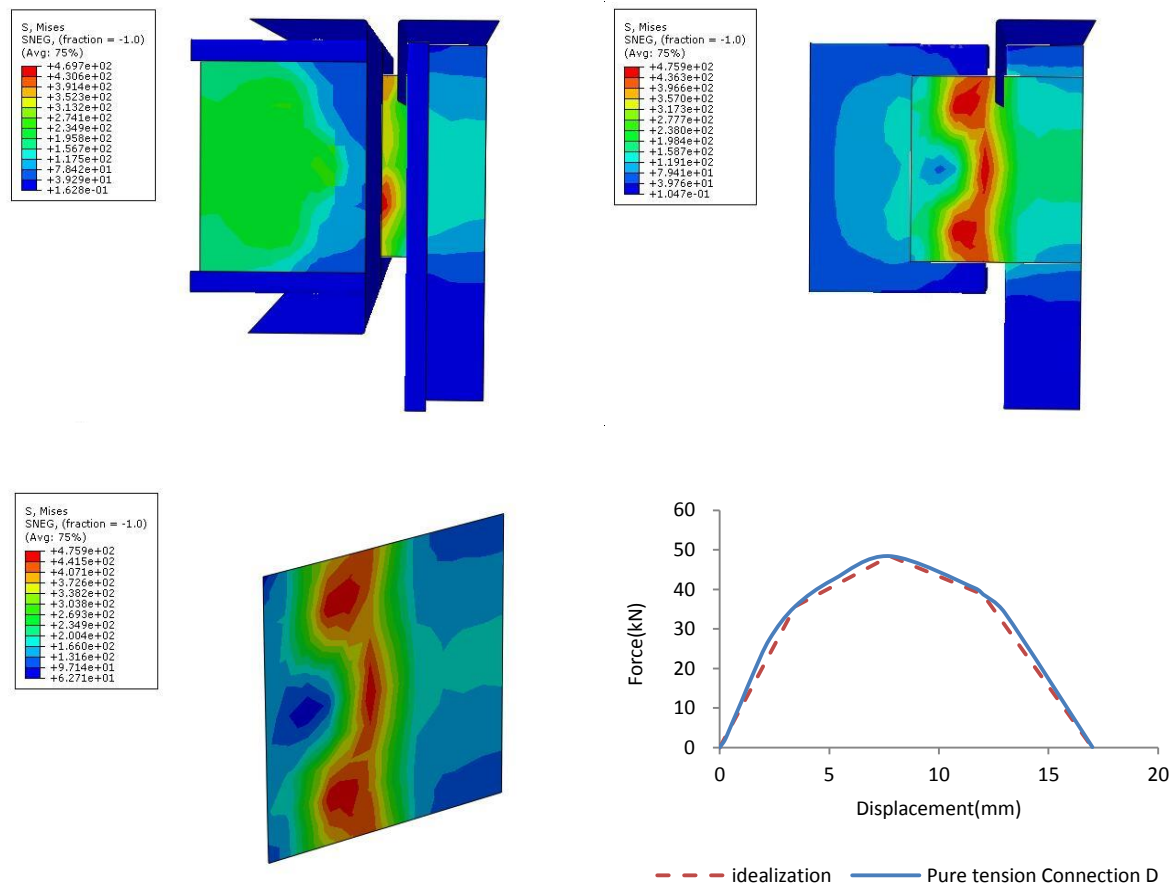 S, Mises
SNEG, (fraction = -1.0)
(Avg: 75%)
+4.697e+02
+4.306e+02
+3.914e+02
+3.523e+02
+3.132e+02
+2.741e+02
+2.349e+02
+1.958e+02
+1.567e+02
+1.175e+02
+7.842e+01
+3.929e+01
+1.628e-01
S, Mises
SNEG, (fraction = -1.0)
(Avg: 75%)
+4.759e+02
+4.363e+02
+3.966e+02
+3.570e+02
+3.173e+02
+2.777e+02
+2.380e+02
+1.984e+02
+1.587e+02
+1.191e+02
+7.941e+01
+3.976e+01
+1.047e-01
S, Mises
SNEG, (fraction = -1.0)
(Avg: 75%)
+4.759e+02
+4.415e+02
+4.071e+02
+3.726e+02
+3.382e+02
+3.038e+02
+2.693e+02
+2.349e+02
+2.004e+02
+1.660e+02
+1.316e+02
+9.714e+01
+6.271e+01
60
50
40
30
20
10
0
Force(kN)
0 5 10 15 20
Displacement(mm)
idealization Pure tension Connection D